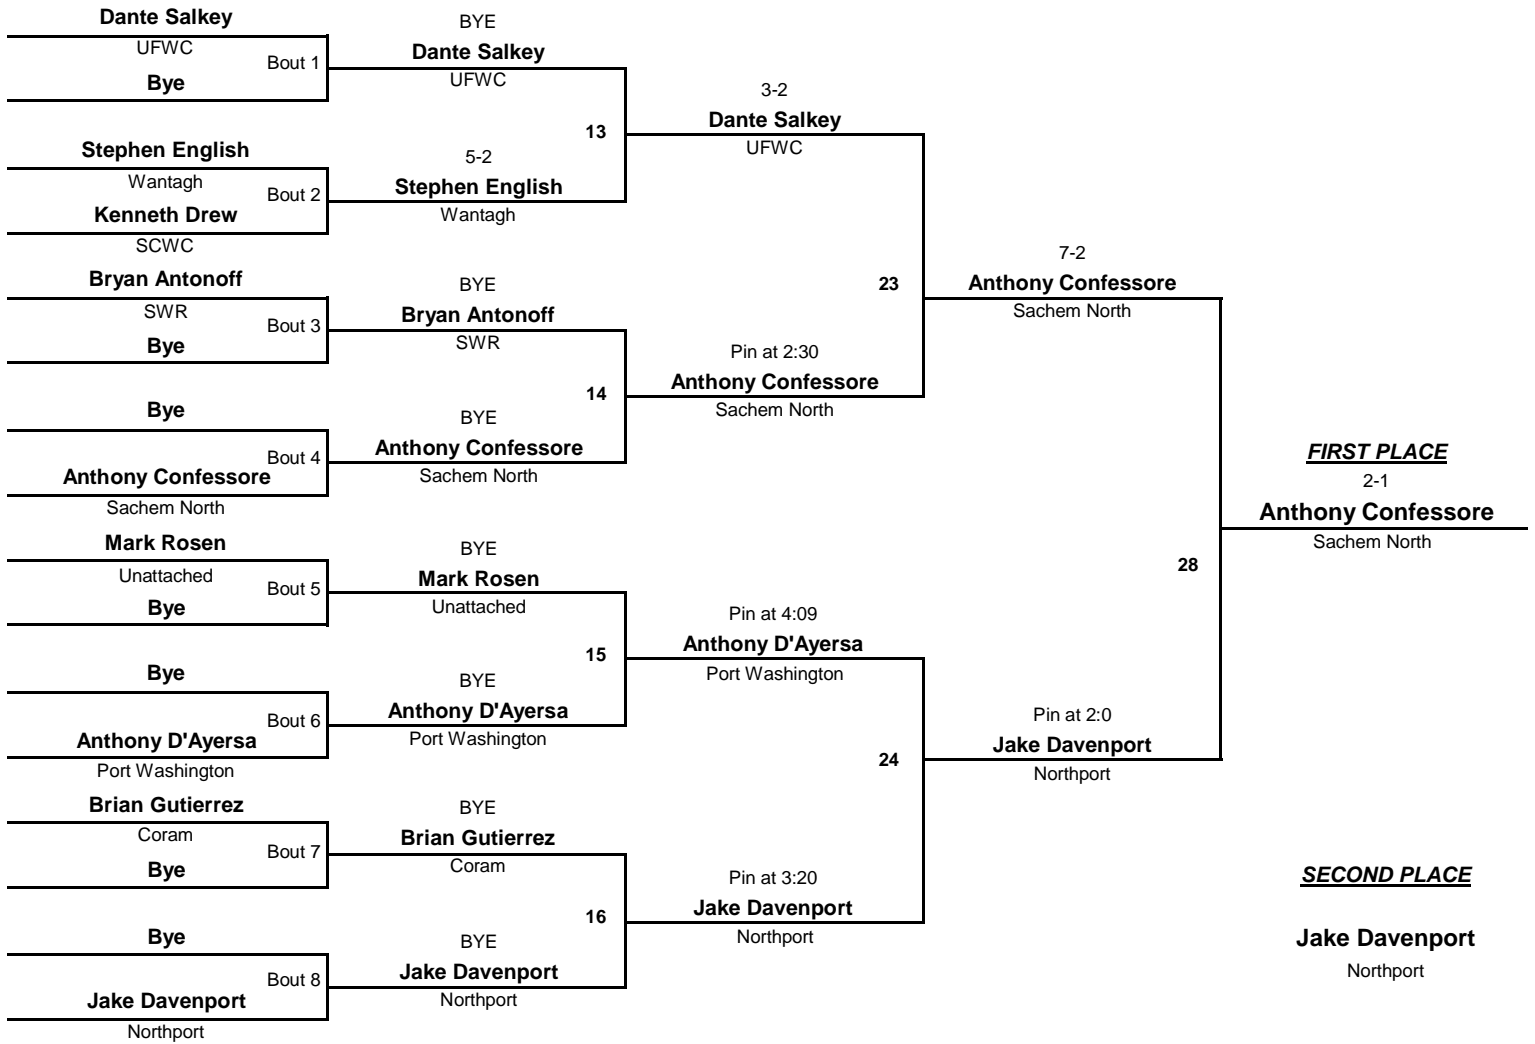 Dante Salkey
UFWC
Bout 1
Bye
Stephen English
Wantagh
Bout 2
Kenneth Drew
SCWC
Bryan Antonoff
SWR
Bout 3
Bye
Bye
Bout 4
Anthony Confessore
Sachem North
Mark Rosen
Unattached
Bout 5
Bye
Bye
Bout 6
Anthony D'Ayersa
Port Washington
Brian Gutierrez
Coram
Bout 7
Bye
Bye
Bout 8
Jake Davenport
Northport
BYE
Dante Salkey
UFWC
13
5-2
Stephen English
Wantagh
BYE
Bryan Antonoff
SWR
14
BYE
Anthony Confessore
Sachem North
BYE
Mark Rosen
Unattached
15
BYE
Anthony D'Ayersa
Port Washington
BYE
Brian Gutierrez
Coram
16
BYE
Jake Davenport
Northport
3-2
Dante Salkey
UFWC
23
Pin at 2:30
Anthony Confessore
Sachem North
Pin at 4:09
Anthony D'Ayersa
Port Washington
24
Pin at 3:20
Jake Davenport
Northport
7-2
Anthony Confessore
Sachem North
28
Pin at 2:0
Jake Davenport
Northport
FIRST PLACE
2-1
Anthony Confessore
Sachem North
SECOND PLACE
Jake Davenport
Northport